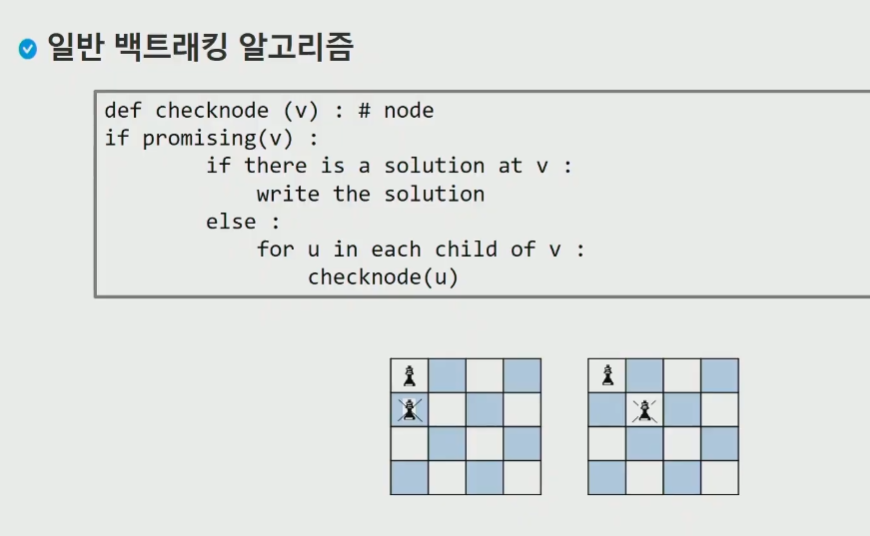 일반 백트래킹 알고리즘
def checknode (v) : # node
if promising(v) :
        if there is a solution at v :
            write the solution
        else :
            for u in each child of v :
                checknode(u)